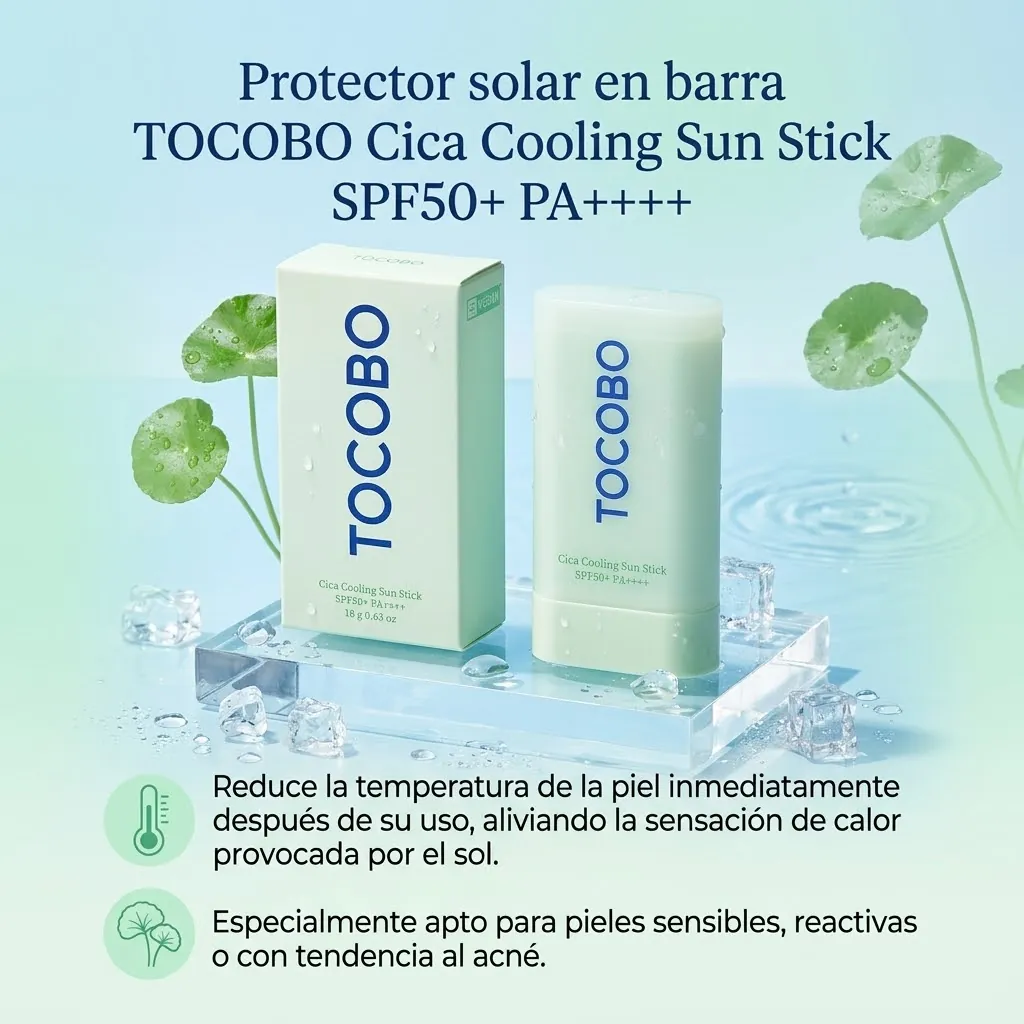 Protector solar en barra
TOCOBO Cica Cooling Sun Stick
SPF50+ PA++++
TOCOBO
TOCOBO
Cica Cooling Sun Stick
SPF50+
18 g 0.63 oz
TOCOBO
Cica Cooling Sun Stick
SPF50+ PA++++
Reduce la temperatura de la piel inmediatamente
después de su uso, aliviando la sensación de calor
provocada por el sol.
Especialmente apto para pieles sensibles, reactivas
o con tendencia al acné.